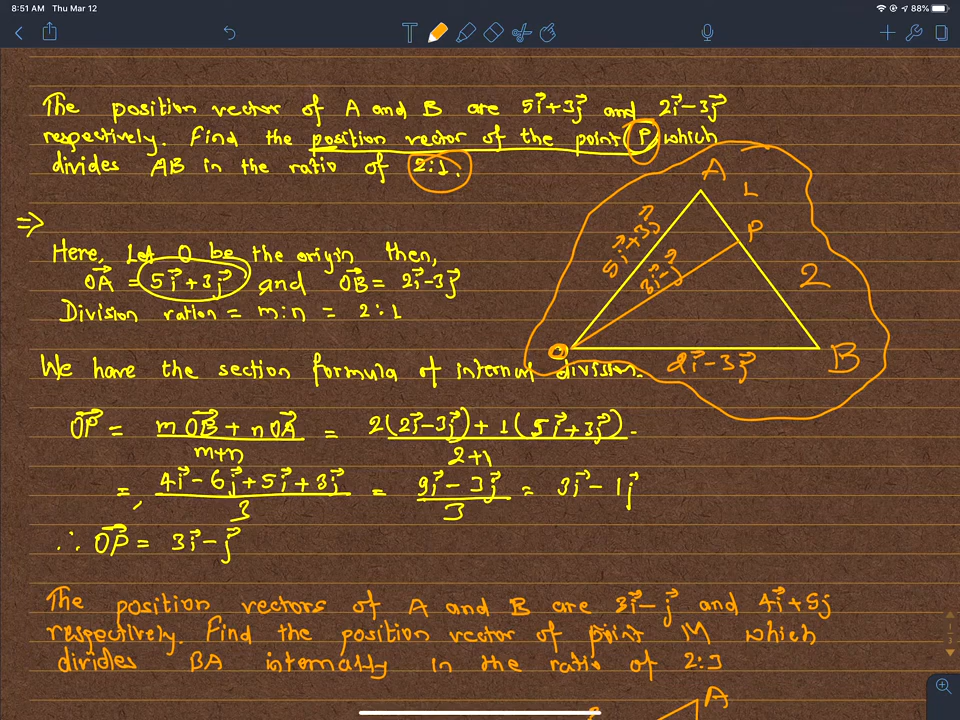 8:51 AM Thu Mar 12
88%
The position vector of A and B are 5i⃗+3j⃗ and 2i⃗-3j⃗
respectively. Find the position vector of the point P which
divides AB in the ratio of 2:1.
⇒
Here, Let O be the origin then,
OA⃗ = 5i⃗+3j⃗, and OB⃗ = 2i⃗-3j⃗
Division ration = m:n = 2:1
We have the section formula of internal division.
OP⃗ = (m OB⃗ + n OA⃗)/(m+n) = (2(2i⃗-3j⃗)+1(5i⃗+3j⃗))/(2+1)
= (4i⃗-6j⃗+5i⃗+3j⃗)/3 = (9i⃗-3j⃗)/3 = 3i⃗-1j⃗
∴ OP⃗ = 3i⃗-j⃗
A
1
P
5i⃗+3j⃗
3i⃗-j⃗
2
O
2i⃗-3j⃗
B
The position vectors of A and B are 3i⃗-j⃗ and 4i⃗+5j
respectively. Find the position vector of point M which
divides BA internally in the ratio of 2:3
A